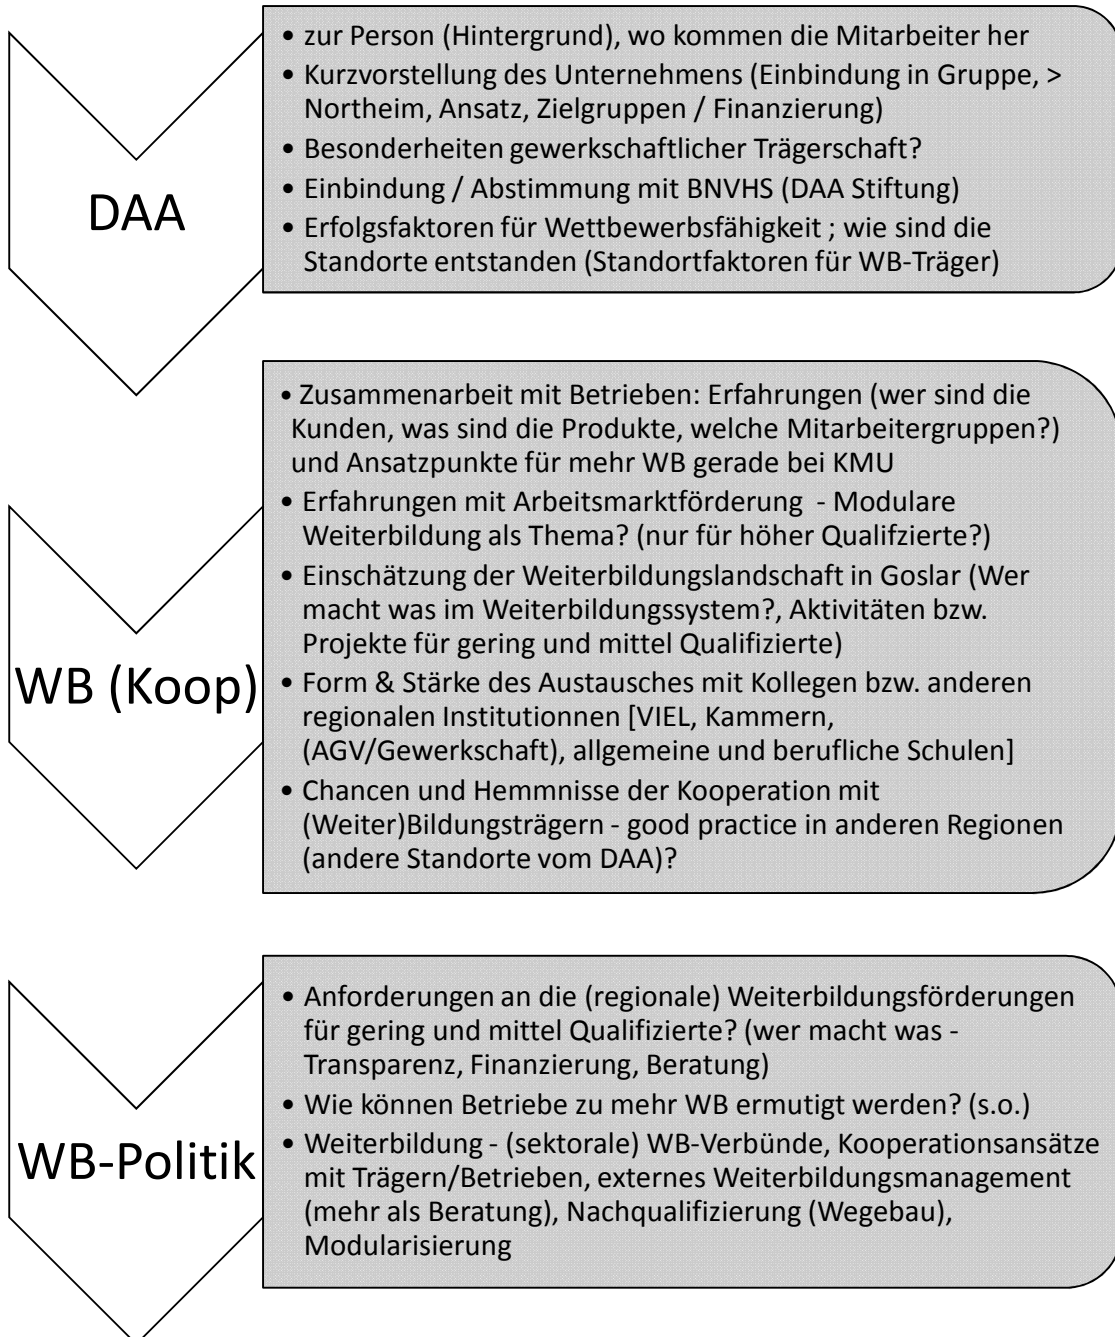 DAA
• zur Person (Hintergrund), wo kommen die Mitarbeiter her
• Kurzvorstellung des Unternehmens (Einbindung in Gruppe, >
Northeim, Ansatz, Zielgruppen / Finanzierung)
• Besonderheiten gewerkschaftlicher Trägerschaft?
• Einbindung / Abstimmung mit BNVHS (DAA Stiftung)
• Erfolgsfaktoren für Wettbewerbsfähigkeit ; wie sind die
Standorte entstanden (Standortfaktoren für WB-Träger)
WB (Koop)
• Zusammenarbeit mit Betrieben: Erfahrungen (wer sind die
Kunden, was sind die Produkte, welche Mitarbeitergruppen?)
und Ansatzpunkte für mehr WB gerade bei KMU
• Erfahrungen mit Arbeitsmarktförderung - Modulare
Weiterbildung als Thema? (nur für höher Qualifzierte?)
• Einschätzung der Weiterbildungslandschaft in Goslar (Wer
macht was im Weiterbildungssystem?, Aktivitäten bzw.
Projekte für gering und mittel Qualifizierte)
• Form & Stärke des Austausches mit Kollegen bzw. anderen
regionalen Institutionnen [VIEL, Kammern,
(AGV/Gewerkschaft), allgemeine und berufliche Schulen]
• Chancen und Hemmnisse der Kooperation mit
(Weiter)Bildungsträgern - good practice in anderen Regionen
(andere Standorte vom DAA)?
WB-Politik
• Anforderungen an die (regionale) Weiterbildungsförderungen
für gering und mittel Qualifizierte? (wer macht was -
Transparenz, Finanzierung, Beratung)
• Wie können Betriebe zu mehr WB ermutigt werden? (s.o.)
• Weiterbildung - (sektorale) WB-Verbünde, Kooperationsansätze
mit Trägern/Betrieben, externes Weiterbildungsmanagement
(mehr als Beratung), Nachqualifizierung (Wegebau),
Modularisierung